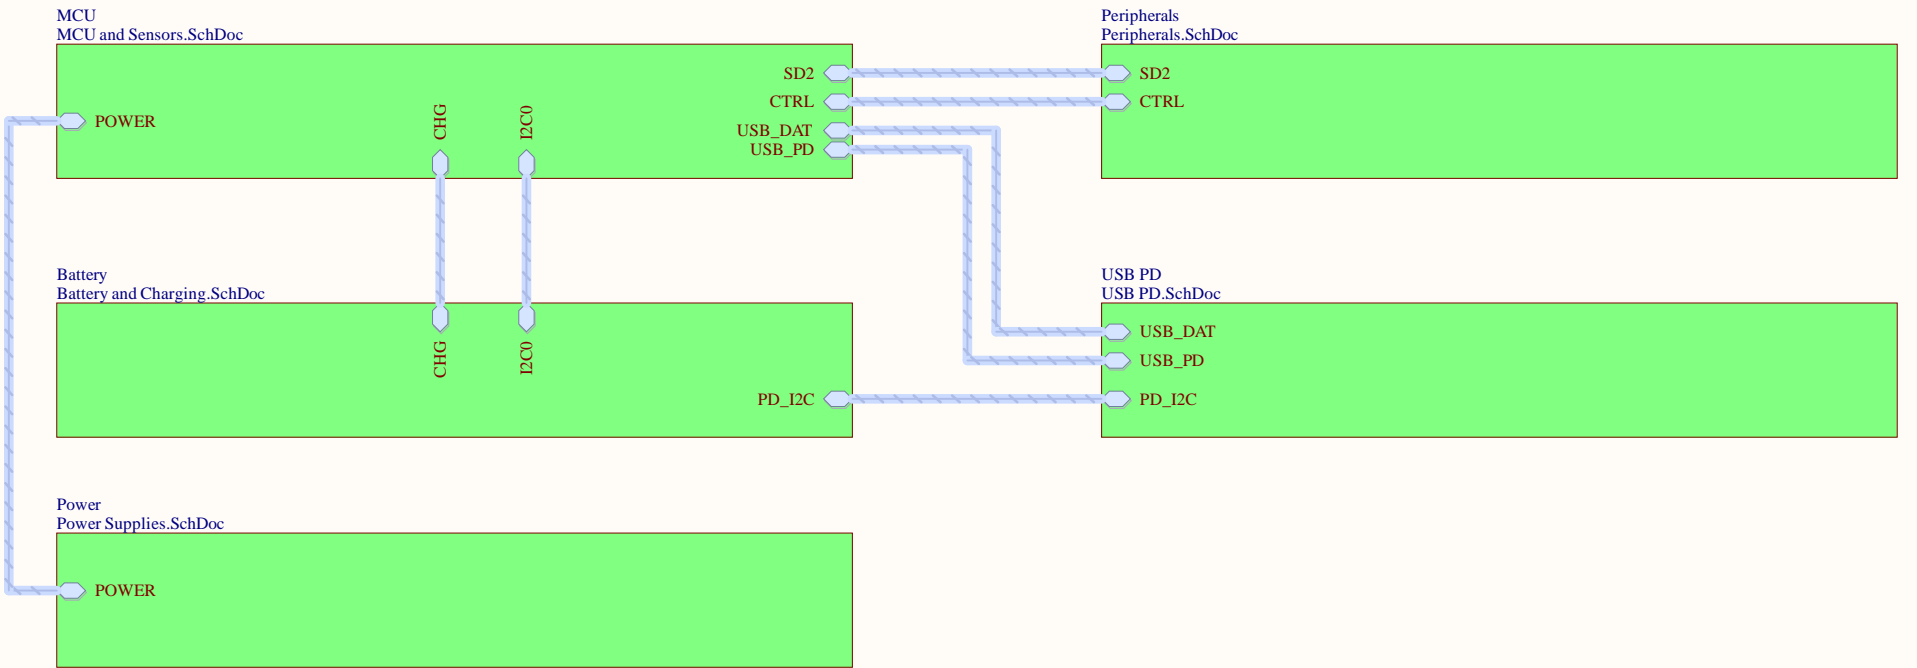 MCU
MCU and Sensors.SchDoc
POWER
CHG
I2C0
SD2
CTRL
USB_DAT
USB_PD
Peripherals
Peripherals.SchDoc
SD2
CTRL
Battery
Battery and Charging.SchDoc
CHG
I2C0
PD_I2C
USB PD
USB PD.SchDoc
USB_DAT
USB_PD
PD_I2C
Power
Power Supplies.SchDoc
POWER